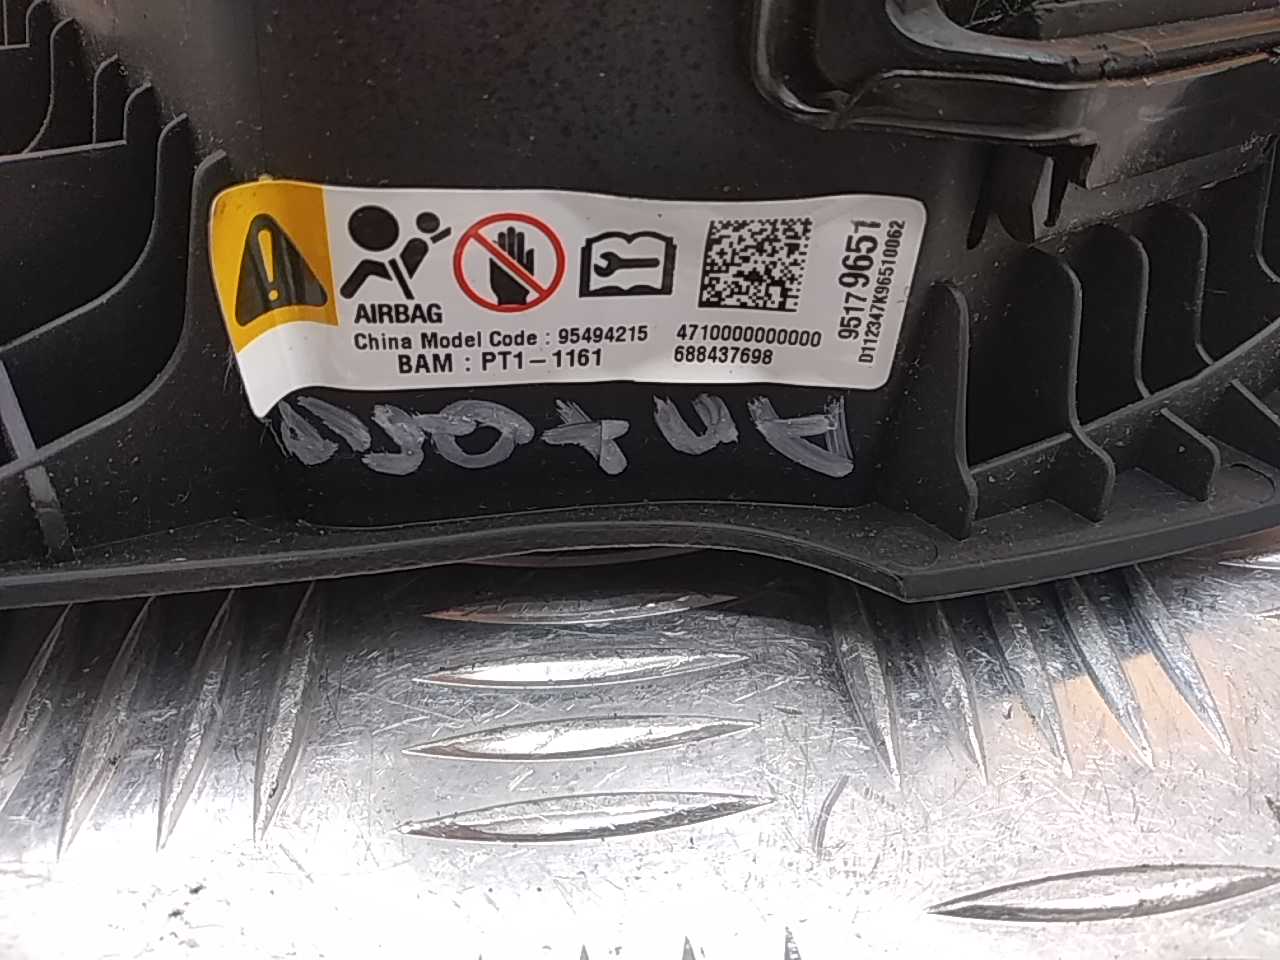 AIRBAG
China Model Code : 95494215
BAM : PT1-1161
4710000000000
688437698
95179651
D112347K96510062